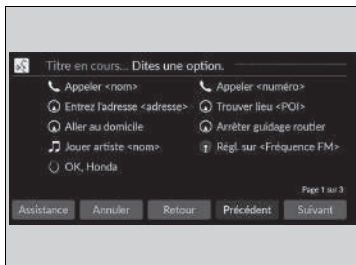 Titre en cours... Dites une option.
Appeler <nom>
Appeler <numéro>
Entrez l'adresse <adresse>
Trouver lieu <POI>
Aller au domicile
Arrêter guidage routier
Jouer artiste <nom>
Régl. sur <Fréquence FM>
OK, Honda
Page 1 sur 3
Assistance Annuler Retour Précédent Suivant